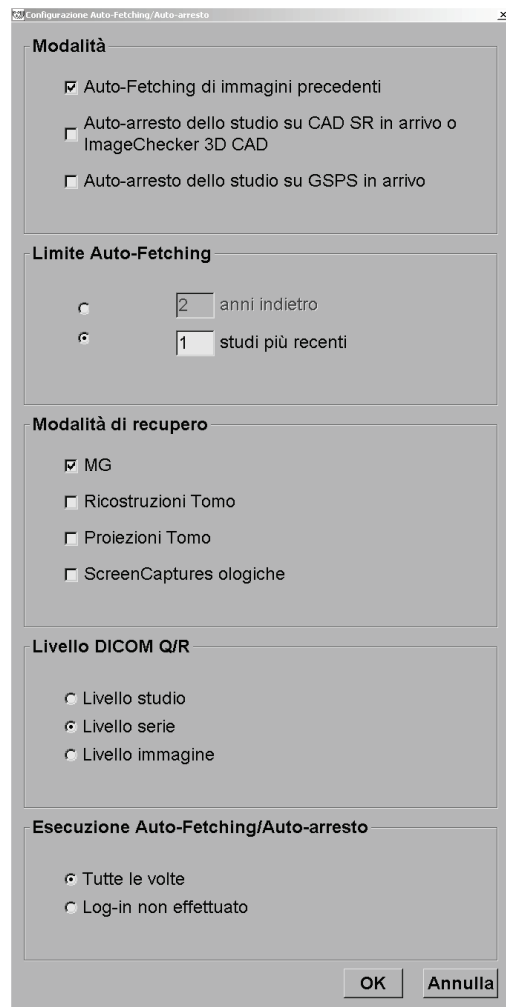 Configurazione Auto-Fetching/Auto-arresto
Modalità
Auto-Fetching di immagini precedenti
Auto-arresto dello studio su CAD SR in arrivo o
ImageChecker 3D CAD
Auto-arresto dello studio su GSPS in arrivo
Limite Auto-Fetching
2 anni indietro
1 studi più recenti
Modalità di recupero
MG
Ricostruzioni Tomo
Proiezioni Tomo
ScreenCaptures ologiche
Livello DICOM Q/R
Livello studio
Livello serie
Livello immagine
Esecuzione Auto-Fetching/Auto-arresto
Tutte le volte
Log-in non effettuato
OK Annulla